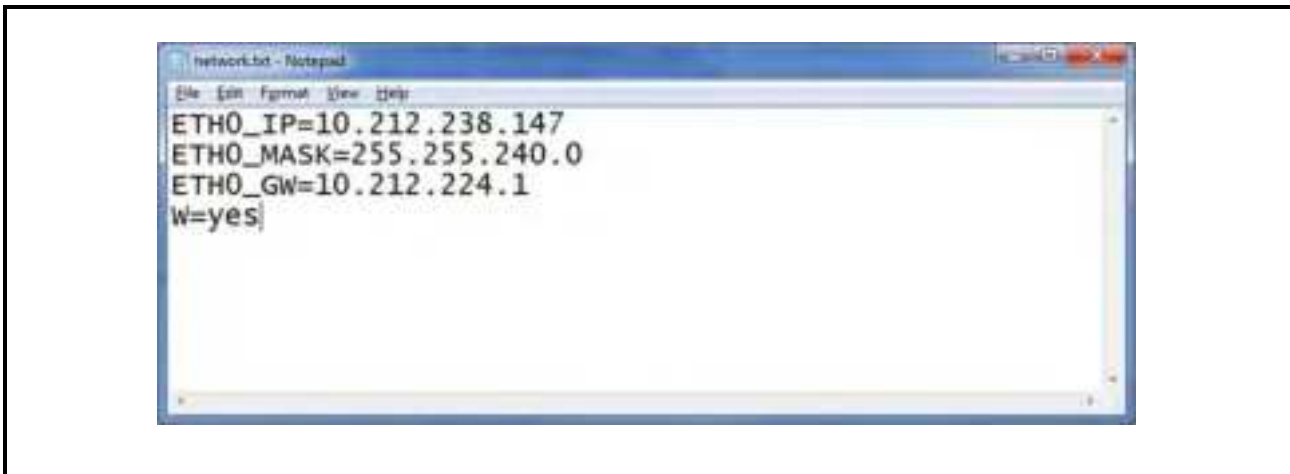 network.txt - Notepad
File Edit Format View Help
ETH0_IP=10.212.238.147
ETH0_MASK=255.255.240.0
ETH0_GW=10.212.224.1
W=yes